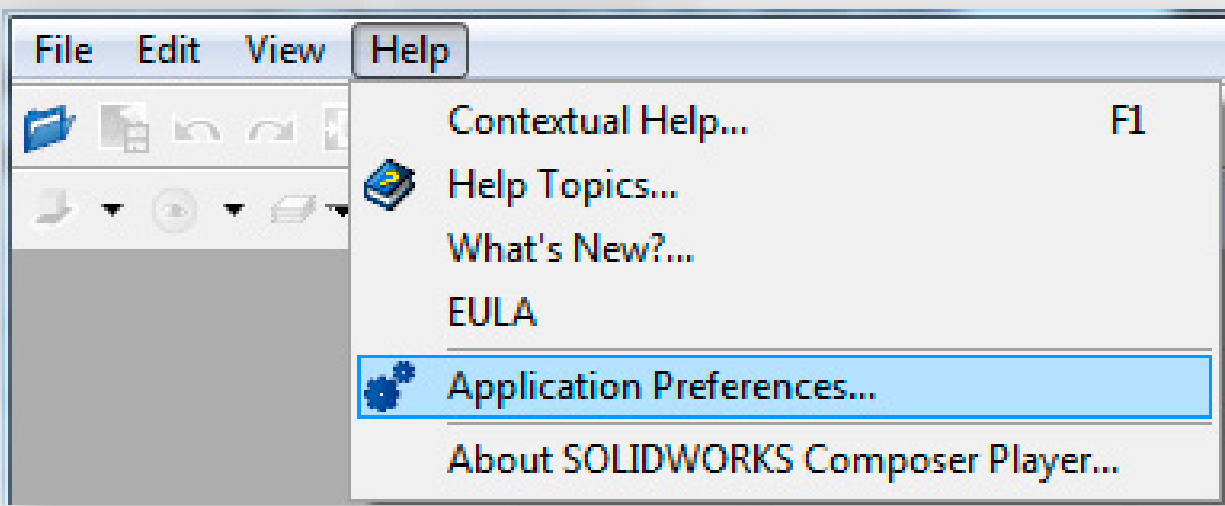 File Edit View Help
Contextual Help... F1
Help Topics...
What's New?...
EULA
Application Preferences...
About SOLIDWORKS Composer Player...